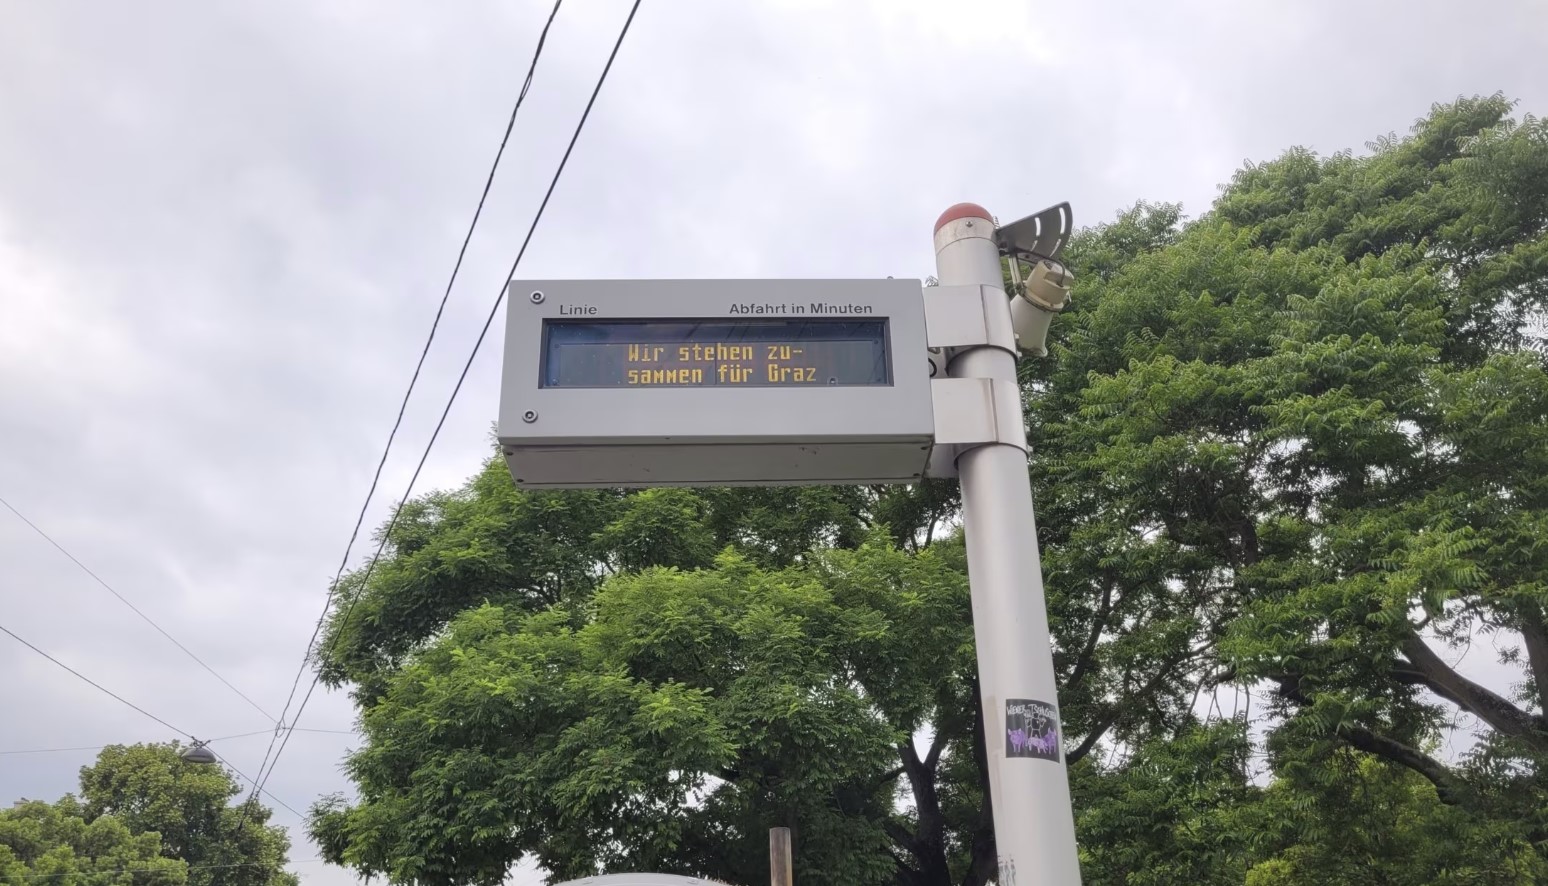 Linie
Abfahrt in Minuten
Wir stehen zu-
sammen für Graz